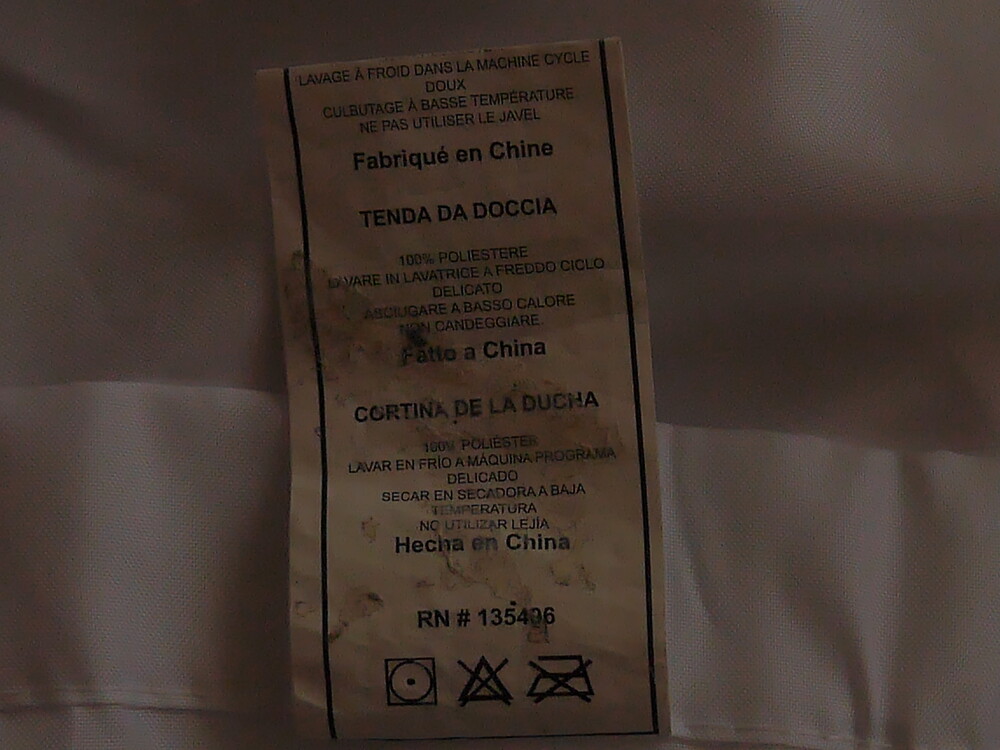 LAVAGE À FROID DANS LA MACHINE CYCLE
DOUX
CULBUTAGE À BASSE TEMPÉRATURE
NE PAS UTILISER LE JAVEL
Fabriqué en Chine
TENDA DA DOCCIA
100% POLIESTERE
LAVARE IN LAVATRICE A FREDDO CICLO
DELICATO
ASCIUGARE A BASSO CALORE
NON CANDEGGIARE
Fatto a China
CORTINA DE LA DUCHA
100% POLIÉSTER
LAVAR EN FRÍO A MÁQUINA PROGRAMA
DELICADO
SECAR EN SECADORA A BAJA
TEMPERATURA
NO UTILIZAR LEJÍA
Hecha en China
RN #